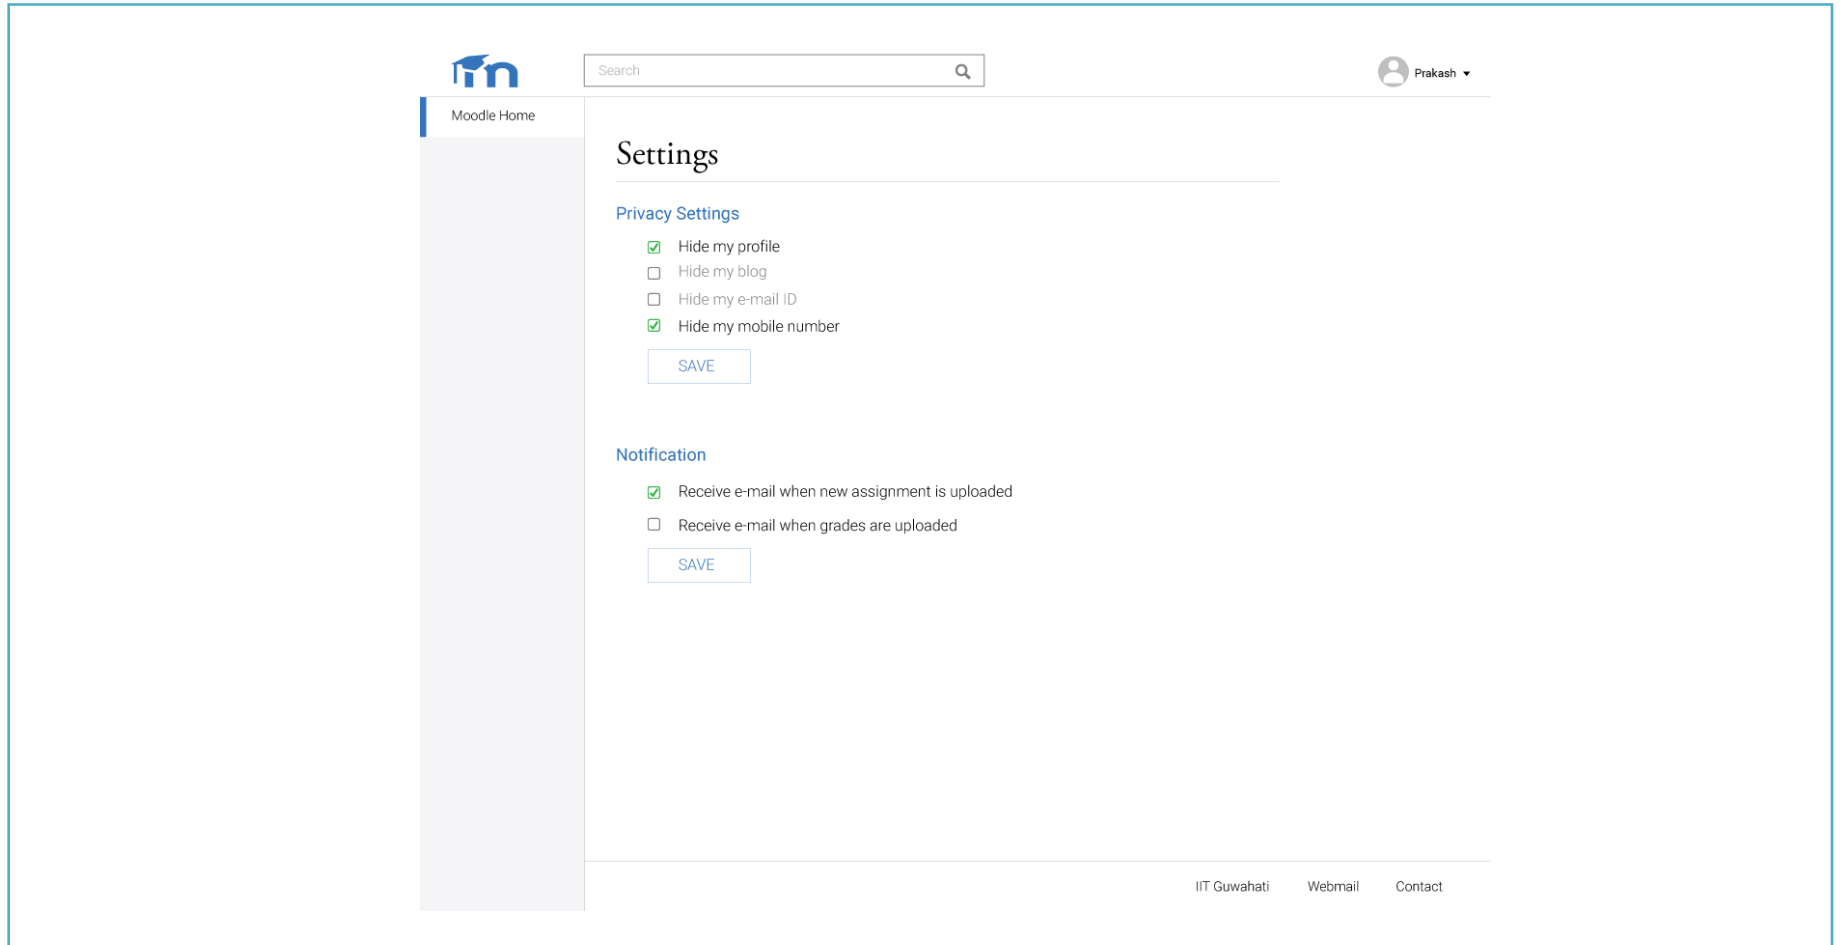 Search
Prakash
Moodle Home
Settings
Privacy Settings
Hide my profile
Hide my blog
Hide my e-mail ID
Hide my mobile number
SAVE
Notification
Receive e-mail when new assignment is uploaded
Receive e-mail when grades are uploaded
SAVE
IIT Guwahati Webmail Contact